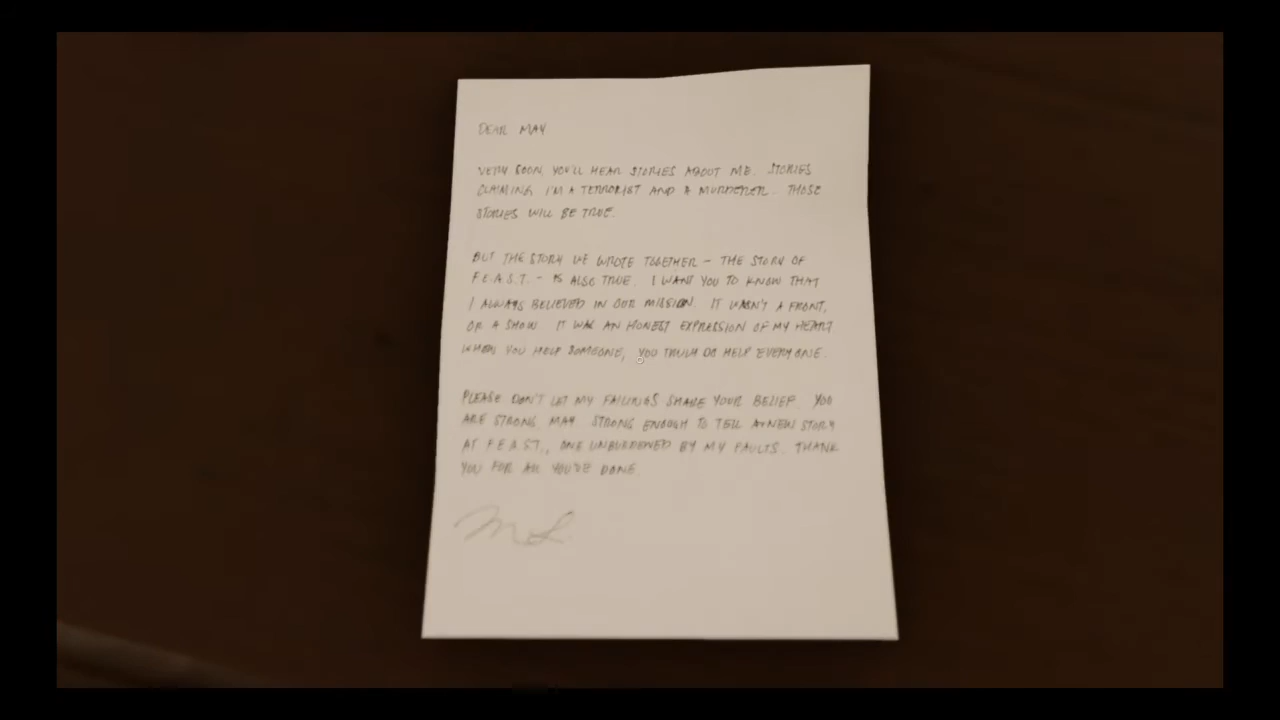 DEAR MAY
VERY SOON, YOU'LL HEAR STORIES ABOUT ME. STORIES
CLAIMING I'M A TERRORIST AND A MURDERER. THOSE
STORIES WILL BE TRUE.
BUT THE STORY WE WROTE TOGETHER - THE STORY OF
F.E.A.S.T. - IS ALSO TRUE. I WANT YOU TO KNOW THAT
I ALWAYS BELIEVED IN OUR MISSION. IT WASN'T A FRONT,
OR A SHOW. IT WAS AN HONEST EXPRESSION OF MY HEART
WHEN YOU HELP SOMEONE, YOU TRULY DO HELP EVERYONE.
PLEASE DON'T LET MY FAILINGS SHAKE YOUR BELIEF. YOU
ARE STRONG, MAY. STRONG ENOUGH TO TELL A NEW STORY
AT F.E.A.S.T., ONE UNBURDENED BY MY FAULTS. THANK
YOU FOR ALL YOU'VE DONE.
ML